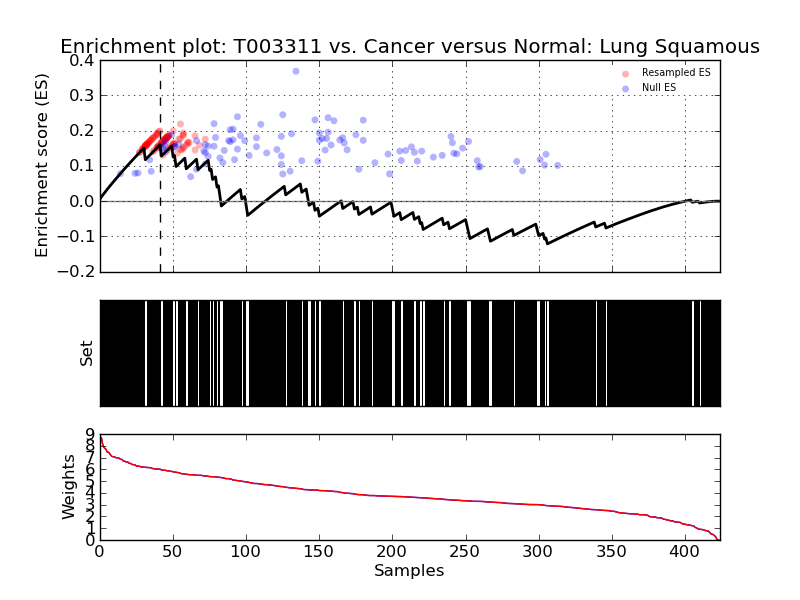 Enrichment plot: T003311 vs. Cancer versus Normal: Lung Squamous
0.4
0.3
0.2
0.1
0.0
−0.1
−0.2
Enrichment score (ES)
Resampled ES
Null ES
Set
9
8
7
6
5
4
3
2
1
0
Weights
0 50 100 150 200 250 300 350 400
Samples